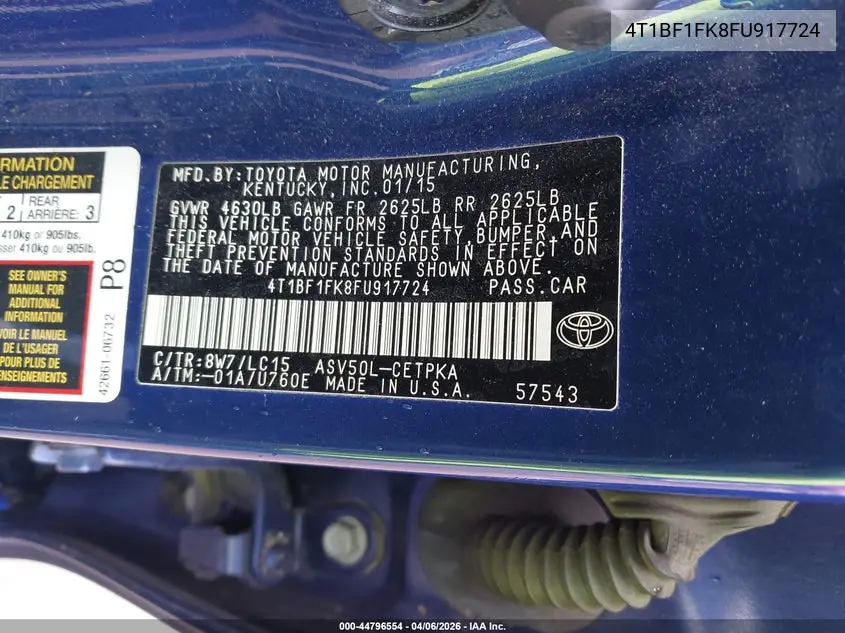 4T1BF1FK8FU917724
RMATION
E CHARGEMENT
2 REAR ARRIÈRE: 3
410kg or 905lbs.
sser 410kg ou 905lb.
SEE OWNER'S
MANUAL FOR
ADDITIONAL
INFORMATION
VOIR LE MANUEL
DE L'USAGER
POUR PLUS DE
ENSEIGNEMENTS
P8
42661-06732
MFD.BY:TOYOTA MOTOR MANUFACTURING,
KENTUCKY,INC.01/15
GVWR 4630LB GAWR FR 2625LB RR 2625LB
THIS VEHICLE CONFORMS TO ALL APPLICABLE
FEDERAL MOTOR VEHICLE SAFETY,BUMPER,AND
THEFT PREVENTION STANDARDS IN EFFECT ON
THE DATE OF MANUFACTURE SHOWN ABOVE.
4T1BF1FK8FU917724 PASS.CAR
C/TR:8W7/LC15 ASV50L-CETPKA
A/TM:-01A/U760E MADE IN U.S.A. 57543
000-44796554 | 04/06/2026 | IAA Inc.